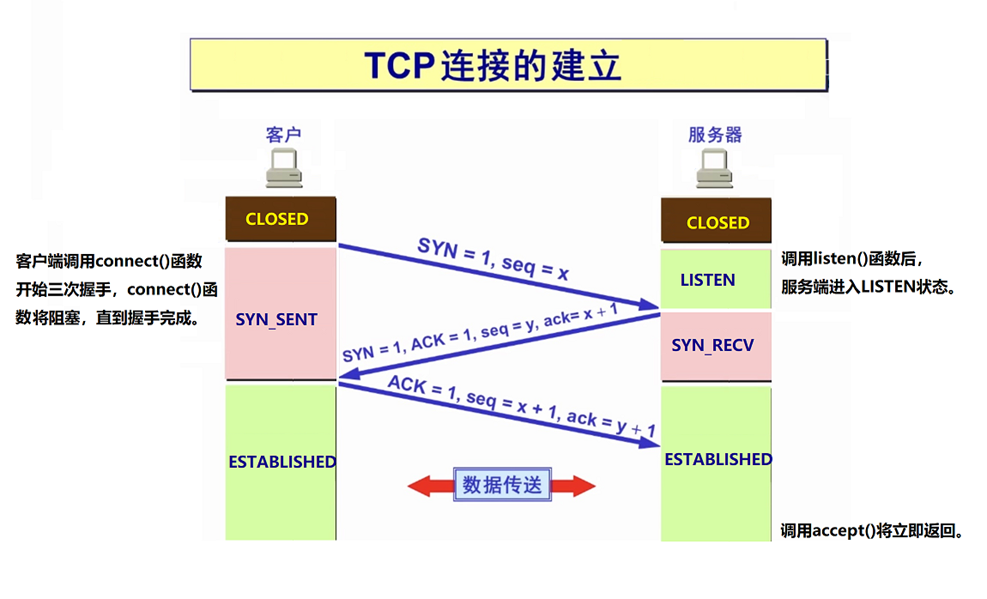 TCP连接的建立
客户
服务器
CLOSED
CLOSED
客户端调用connect()函数
开始三次握手，connect()函
数将阻塞，直到握手完成。
SYN = 1, seq = x
调用listen()函数后，
服务端进入LISTEN状态。
LISTEN
SYN_SENT
SYN = 1, ACK = 1, seq = y, ack= x + 1
SYN_RECV
ACK = 1, seq = x + 1, ack = y + 1
ESTABLISHED
ESTABLISHED
数据传送
调用accept()将立即返回。